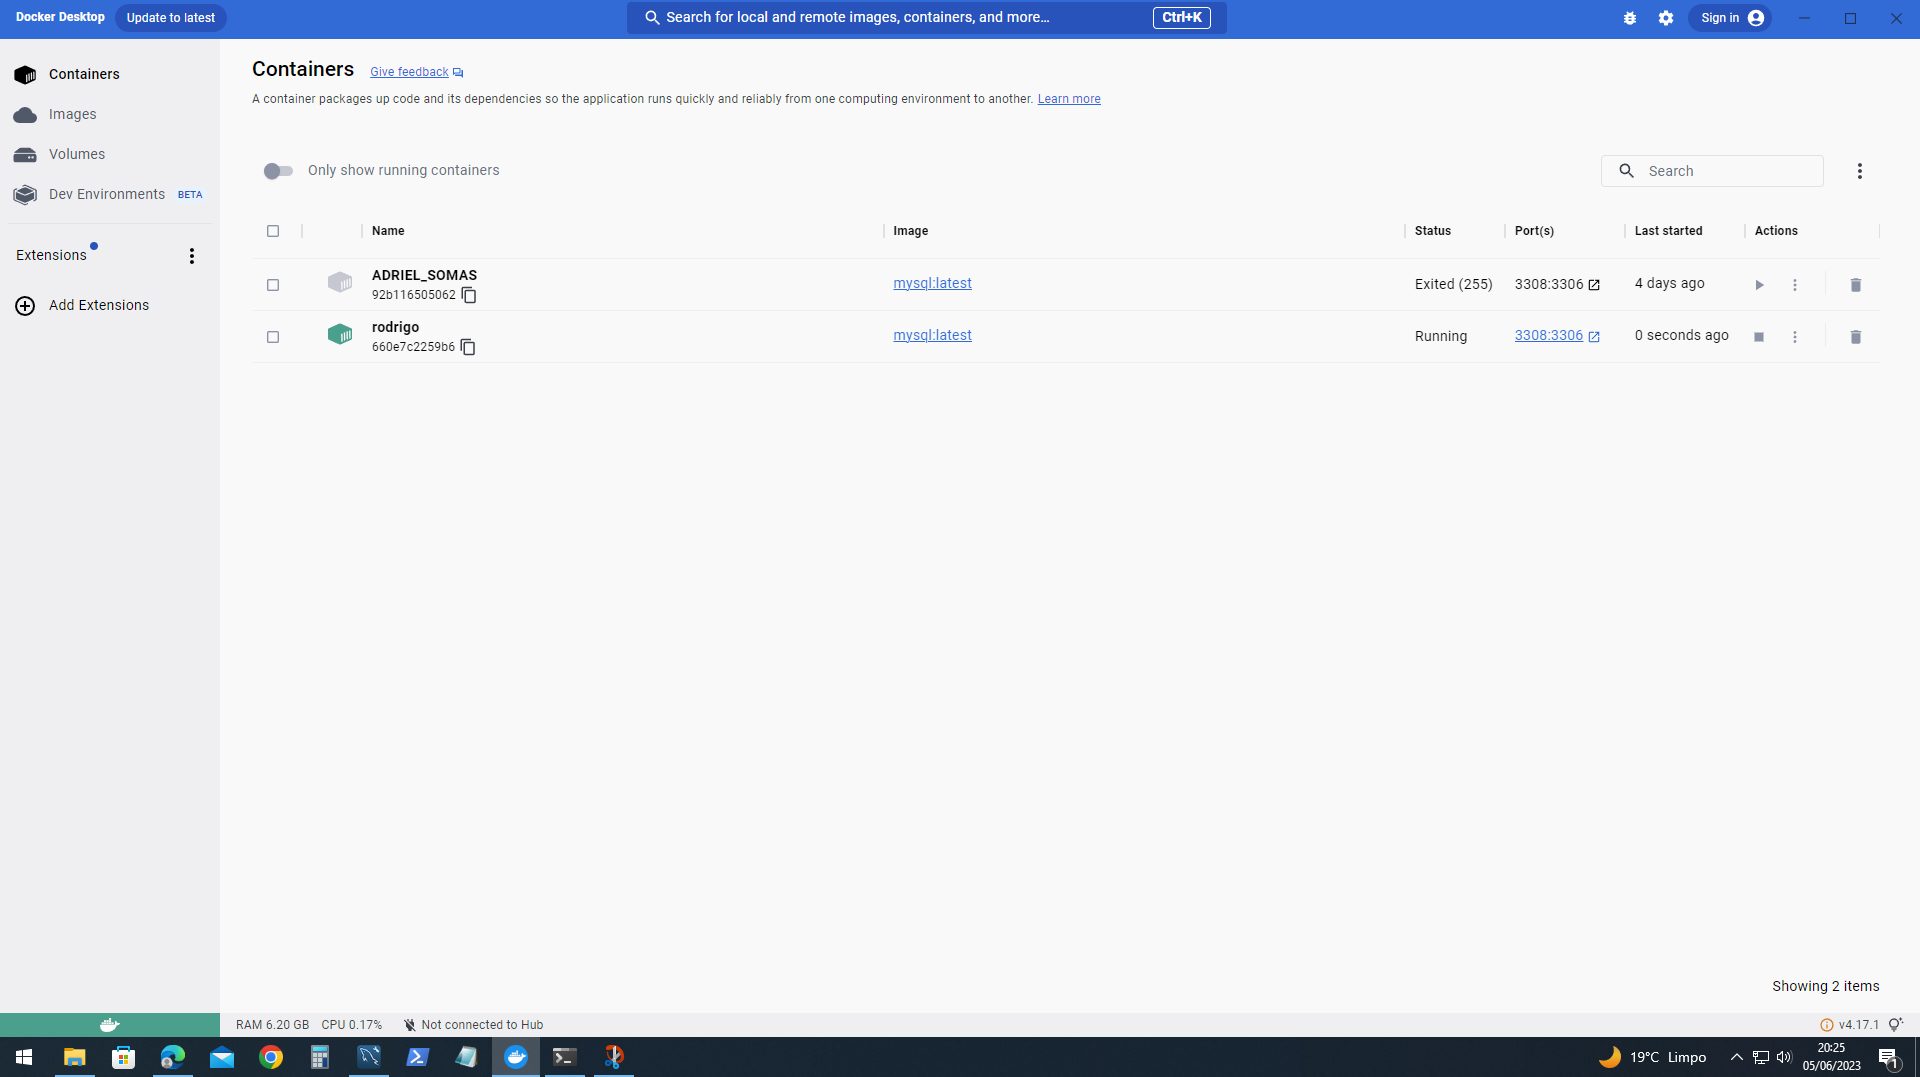 Docker Desktop Update to latest Search for local and remote images, containers, and more... Ctrl+K Sign in
Containers
Images
Volumes
Dev Environments BETA
Extensions
Add Extensions
Containers Give feedback
A container packages up code and its dependencies so the application runs quickly and reliably from one computing environment to another. Learn more
Only show running containers Search
Name Image Status Port(s) Last started Actions
ADRIEL_SOMAS
92b116505062 mysql:latest Exited (255) 3308:3306 4 days ago
rodrigo
660e7c2259b6 mysql:latest Running 3308:3306 0 seconds ago
Showing 2 items
RAM 6.20 GB CPU 0.17% Not connected to Hub v4.17.1
19°C Limpo 20:25
05/06/2023 1